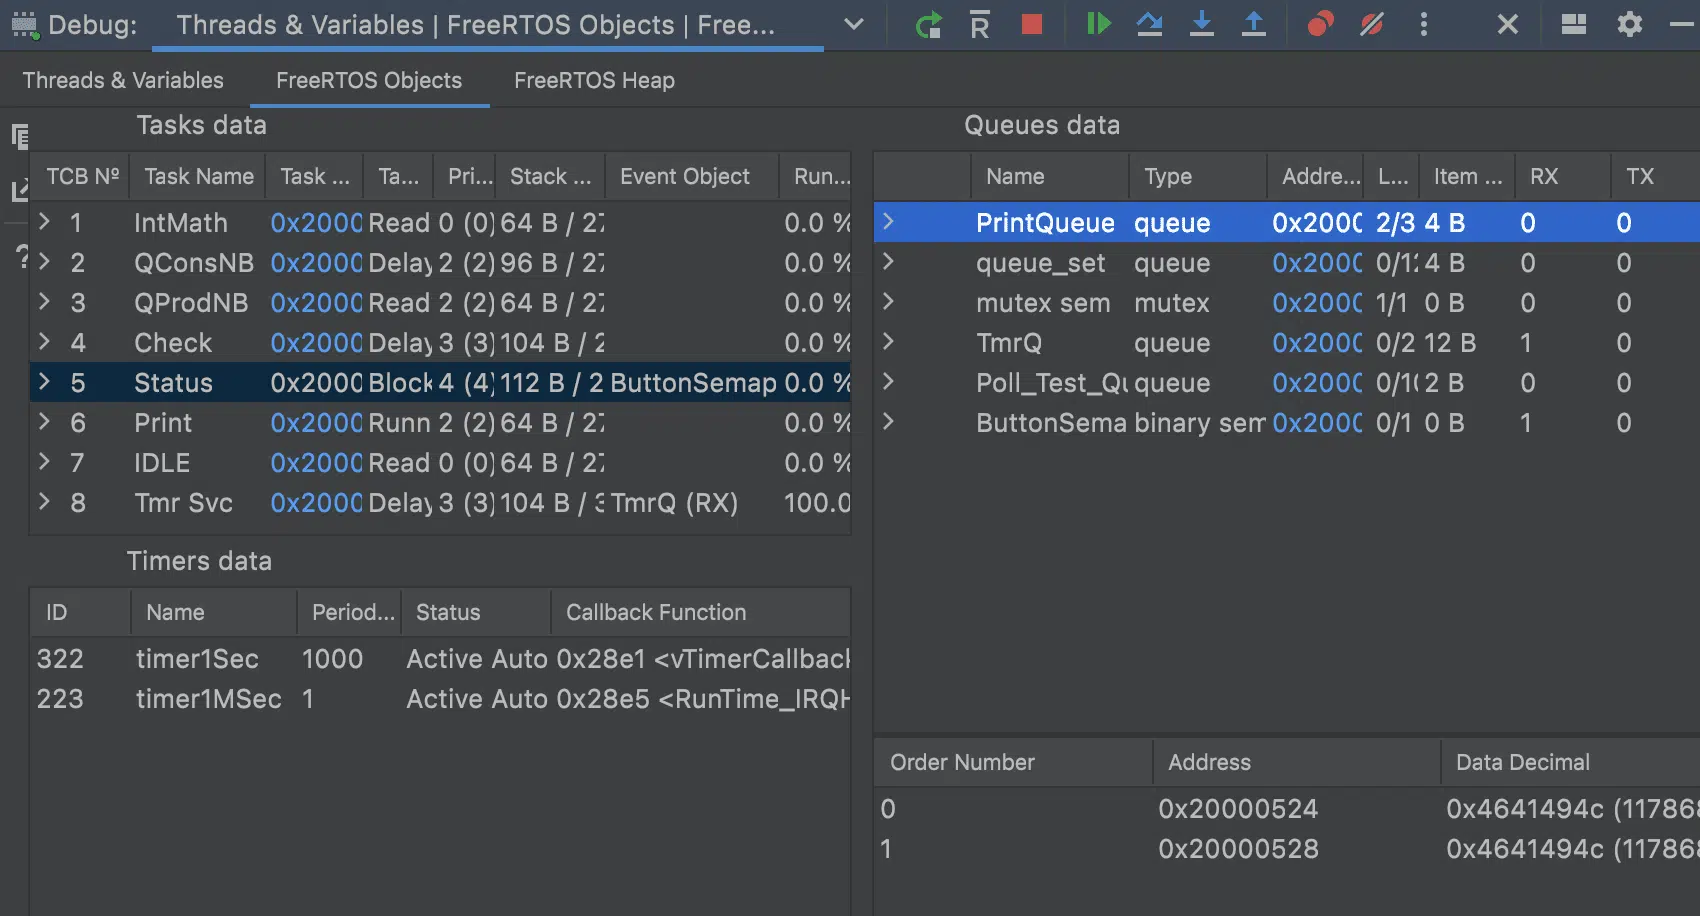 Debug: Threads & Variables | FreeRTOS Objects | Free...
Threads & Variables FreeRTOS Objects FreeRTOS Heap
Tasks data
TCB Nº Task Name Task ... Ta... Pri... Stack ... Event Object Run...
1 IntMath 0x2000 Read 0 (0) 64 B / 27 0.0 %
2 QConsNB 0x2000 Delay 2 (2) 96 B / 27 0.0 %
3 QProdNB 0x2000 Read 2 (2) 64 B / 27 0.0 %
4 Check 0x2000 Delay 3 (3) 104 B / 2 0.0 %
5 Status 0x2000 Block 4 (4) 112 B / 2 ButtonSemap 0.0 %
6 Print 0x2000 Runn 2 (2) 64 B / 27 0.0 %
7 IDLE 0x2000 Read 0 (0) 64 B / 27 0.0 %
8 Tmr Svc 0x2000 Delay 3 (3) 104 B / 3 TmrQ (RX) 100.0
Timers data
ID Name Period... Status Callback Function
322 timer1Sec 1000 Active Auto 0x28e1 <vTimerCallback
223 timer1MSec 1 Active Auto 0x28e5 <RunTime_IRQH
Queues data
Name Type Addre... L... Item ... RX TX
PrintQueue queue 0x2000 2/3 4 B 0 0
queue_set queue 0x2000 0/12 4 B 0 0
mutex sem mutex 0x2000 1/1 0 B 0 0
TmrQ queue 0x2000 0/2 12 B 1 0
Poll_Test_Qu queue 0x2000 0/10 2 B 0 0
ButtonSema binary sem 0x2000 0/1 0 B 1 0
Order Number Address Data Decimal
0 0x20000524 0x4641494c (117868
1 0x20000528 0x4641494c (117868